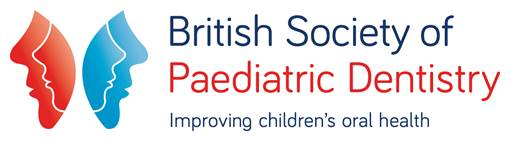 British Society of
Paediatric Dentistry
Improving children's oral health